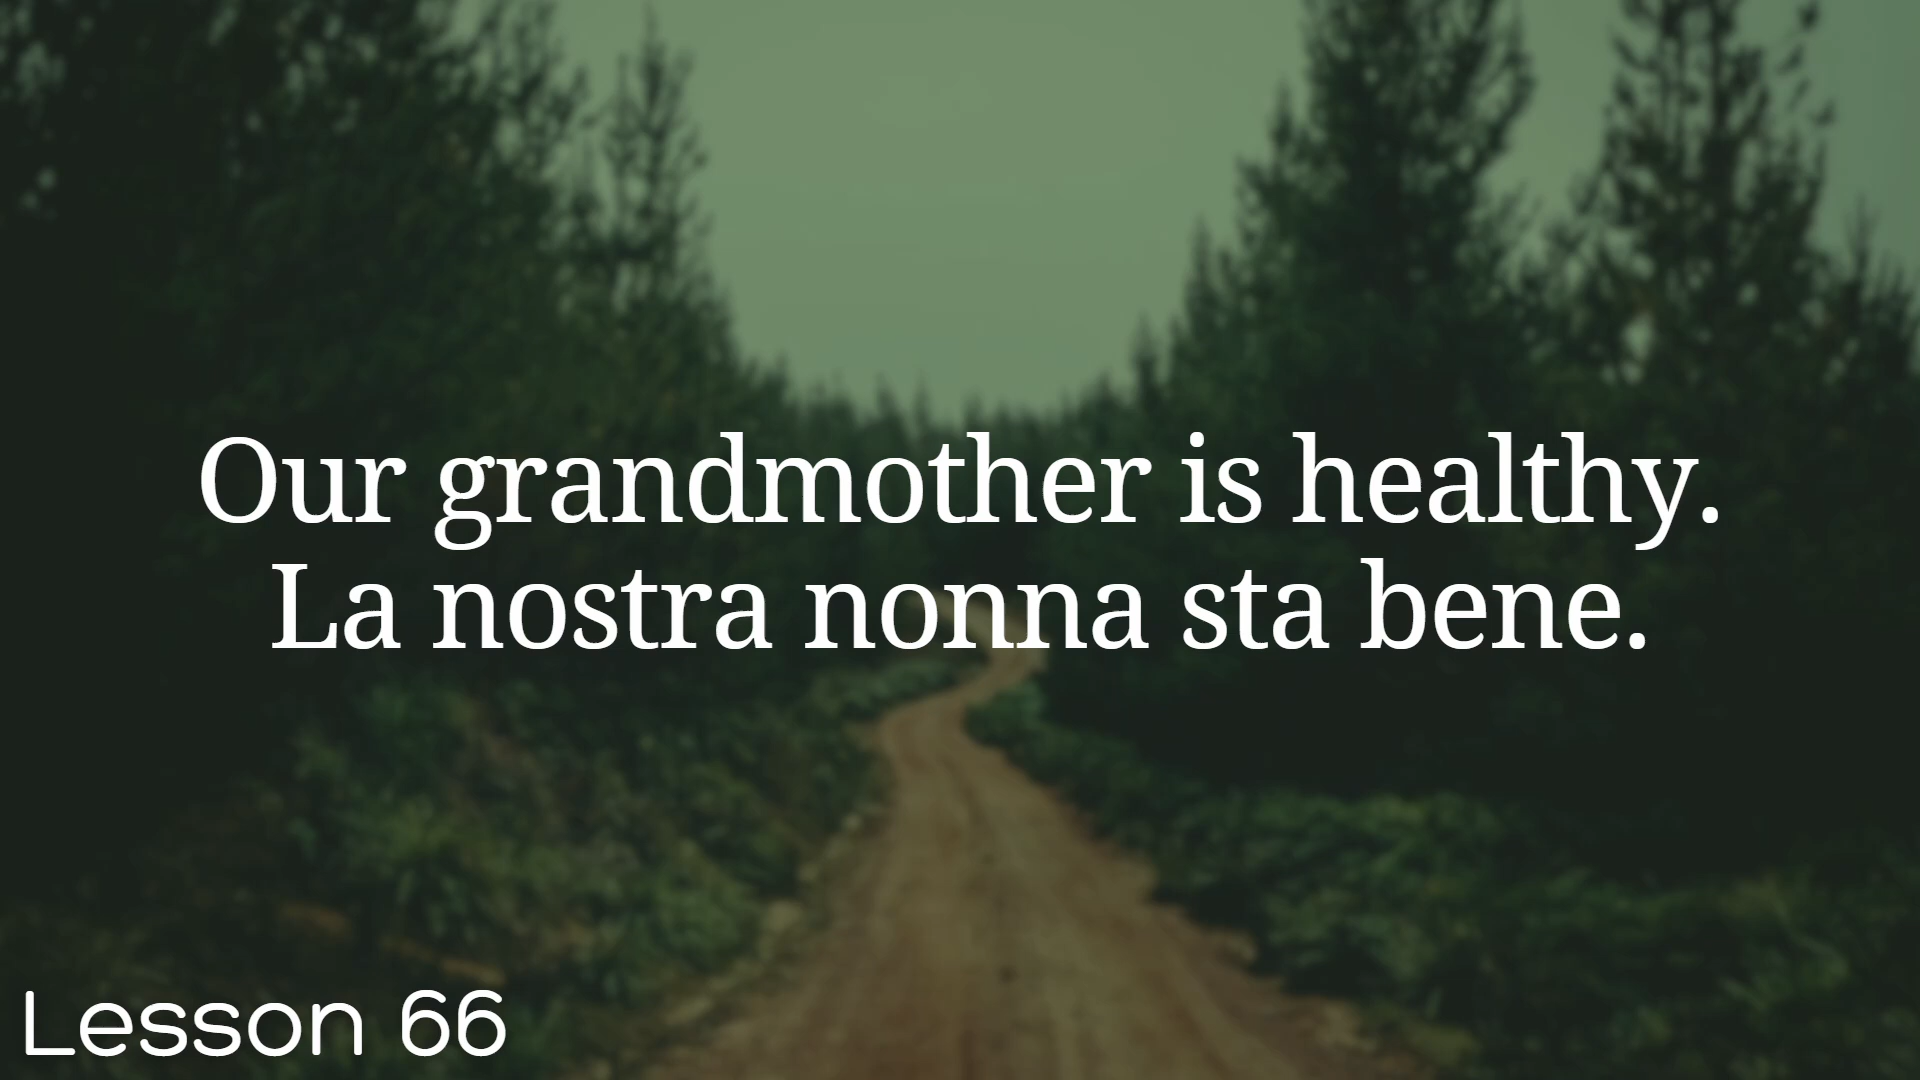 Our grandmother is healthy.
La nostra nonna sta bene.
Lesson 66